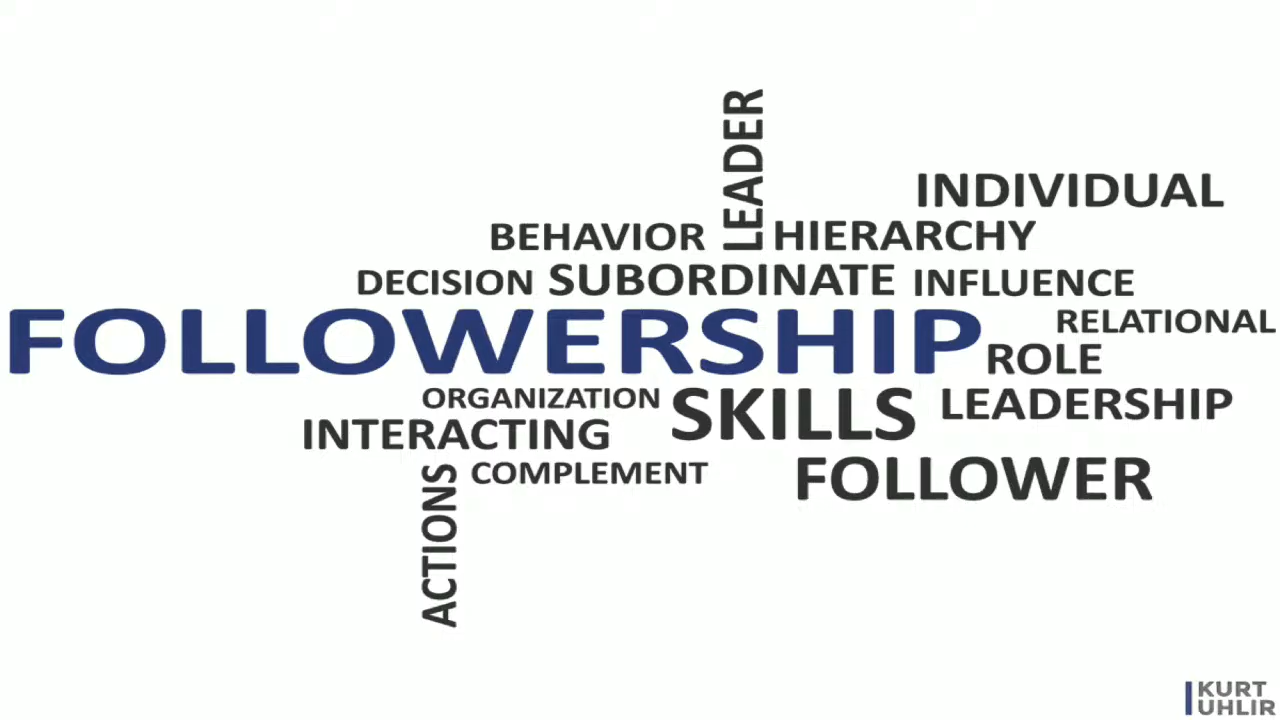 LEADER
INDIVIDUAL
BEHAVIOR HIERARCHY
DECISION SUBORDINATE INFLUENCE
FOLLOWERSHIP RELATIONAL
ROLE
ORGANIZATION SKILLS LEADERSHIP
INTERACTING
COMPLEMENT FOLLOWER
ACTIONS
KURT
UHLIR